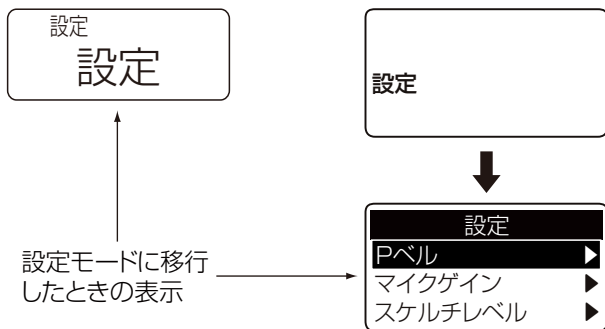 設定
設定
設定
設定
Pベル
マイクゲイン
スケルチレベル
設定モードに移行
したときの表示